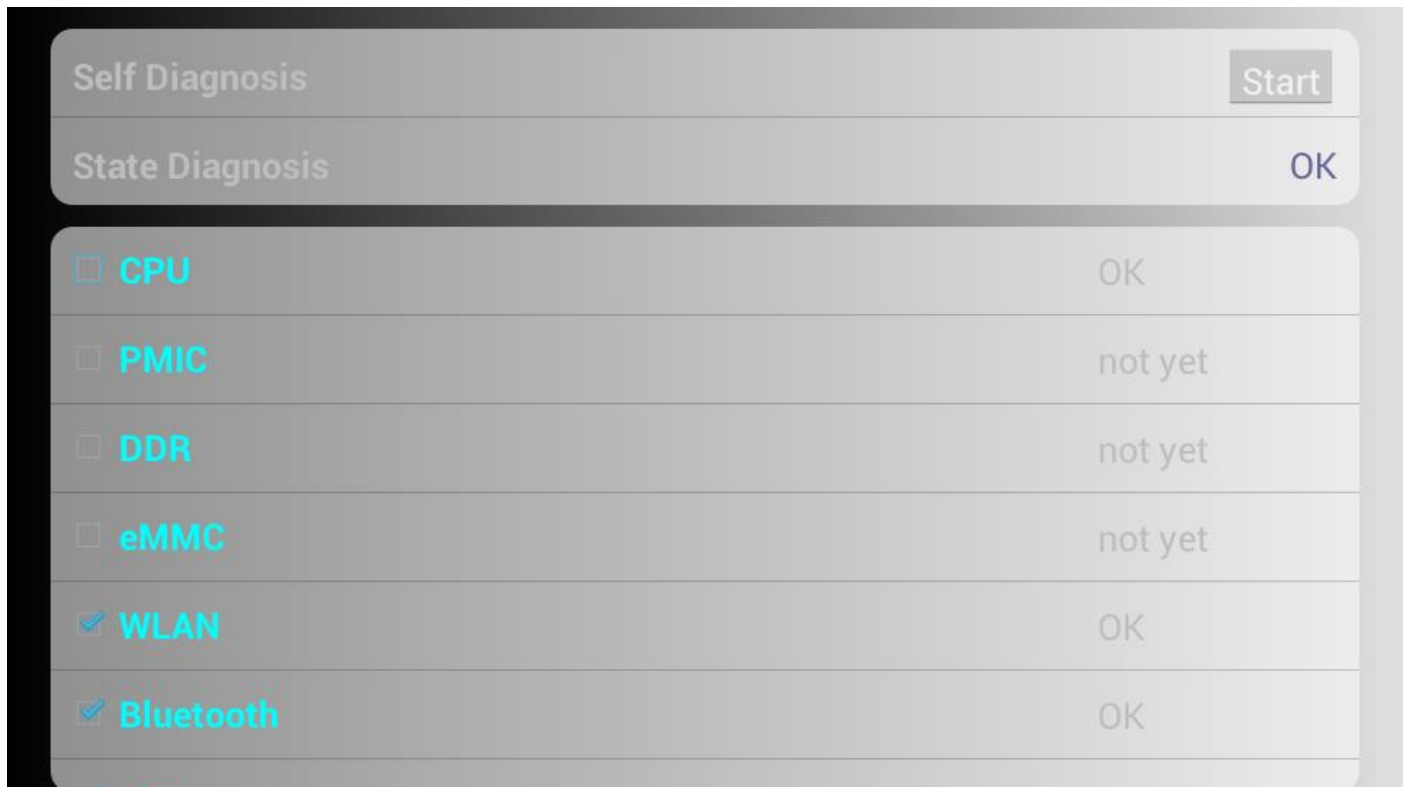 Self Diagnosis Start
State Diagnosis OK
CPU OK
PMIC not yet
DDR not yet
eMMC not yet
WLAN OK
Bluetooth OK